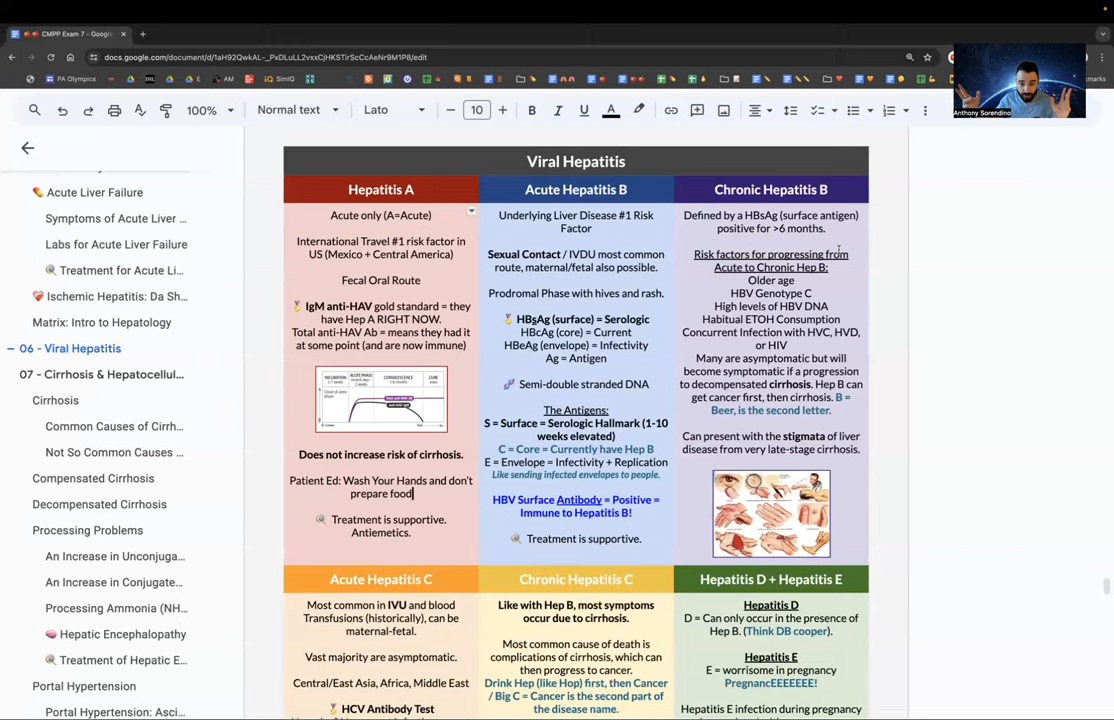 CMPP Exam 7 - Google
docs.google.com/document/d/1aH92QwkAL-_PxDLuLL2vxxCjHKSTirScCcAeNr9M1P8/edit
PA Olympics
AM
SimIQ
Anthony Sorendino
100%
Normal text
Lato
10
Acute Liver Failure
Symptoms of Acute Liver ...
Labs for Acute Liver Failure
Treatment for Acute Li...
Ischemic Hepatitis: Da Sh...
Matrix: Intro to Hepatology
06 - Viral Hepatitis
07 - Cirrhosis & Hepatocellul...
Cirrhosis
Common Causes of Cirrh...
Not So Common Causes ...
Compensated Cirrhosis
Decompensated Cirrhosis
Processing Problems
An Increase in Unconjuga...
An Increase in Conjugate...
Processing Ammonia (NH...
Hepatic Encephalopathy
Treatment of Hepatic E...
Portal Hypertension
Portal Hypertension: Asci...
Viral Hepatitis
Hepatitis A
Acute only (A=Acute)
International Travel #1 risk factor in
US (Mexico + Central America)
Fecal Oral Route
IgM anti-HAV gold standard = they
have Hep A RIGHT NOW.
Total anti-HAV Ab = means they had it
at some point (and are now immune)
Does not increase risk of cirrhosis.
Patient Ed: Wash Your Hands and don't
prepare food
Treatment is supportive.
Antiemetics.
Acute Hepatitis B
Underlying Liver Disease #1 Risk
Factor
Sexual Contact / IVDU most common
route, maternal/fetal also possible.
Prodromal Phase with hives and rash.
HBsAg (surface) = Serologic
HBcAg (core) = Current
HBeAg (envelope) = Infectivity
Ag = Antigen
Semi-double stranded DNA
The Antigens:
S = Surface = Serologic Hallmark (1-10
weeks elevated)
C = Core = Currently have Hep B
E = Envelope = Infectivity + Replication
Like sending infected envelopes to people.
HBV Surface Antibody = Positive =
Immune to Hepatitis B!
Treatment is supportive.
Chronic Hepatitis B
Defined by a HBsAg (surface antigen)
positive for >6 months.
Risk factors for progressing from
Acute to Chronic Hep B:
Older age
HBV Genotype C
High levels of HBV DNA
Habitual ETOH Consumption
Concurrent Infection with HVC, HVD,
or HIV
Many are asymptomatic but will
become symptomatic if a progression
to decompensated cirrhosis. Hep B can
get cancer first, then cirrhosis. B =
Beer, is the second letter.
Can present with the stigmata of liver
disease from very late-stage cirrhosis.
Acute Hepatitis C
Most common in IVU and blood
Transfusions (historically), can be
maternal-fetal.
Vast majority are asymptomatic.
Central/East Asia, Africa, Middle East
HCV Antibody Test
Chronic Hepatitis C
Like with Hep B, most symptoms
occur due to cirrhosis.
Most common cause of death is
complications of cirrhosis, which can
then progress to cancer.
Drink Hep (like Hop) first, then Cancer
/ Big C = Cancer is the second part of
the disease name.
Hepatitis D + Hepatitis E
Hepatitis D
D = Can only occur in the presence of
Hep B. (Think DB cooper).
Hepatitis E
E = worrisome in pregnancy
PregnancEEEEEEE!
Hepatitis E infection during pregnancy